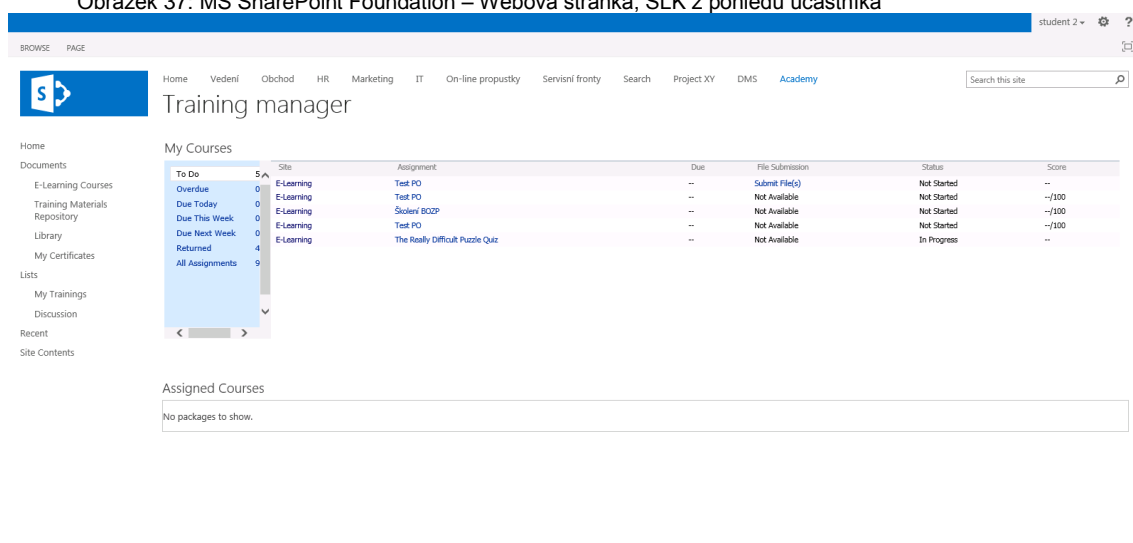 Obrázek 37: MS SharePoint Foundation – Webová stránka, SLK z pohledu účastníka
student 2
?
BROWSE PAGE
S
Home Vedení Obchod HR Marketing IT On-line propustky Servisní fronty Search Project XY DMS Academy
Search this site
Training manager
Home
Documents
E-Learning Courses
Training Materials
Repository
Library
My Certificates
Lists
My Trainings
Discussion
Recent
Site Contents
My Courses
To Do 5
Overdue 0
Due Today 0
Due This Week 0
Due Next Week 0
Returned 4
All Assignments 9
Site Assignment Due File Submission Status Score
E-Learning Test PO -- Submit File(s) Not Started --
E-Learning Test PO -- Not Available Not Started --/100
E-Learning Školení BOZP -- Not Available Not Started --/100
E-Learning Test PO -- Not Available Not Started --/100
E-Learning The Really Difficult Puzzle Quiz -- Not Available In Progress --
Assigned Courses
No packages to show.